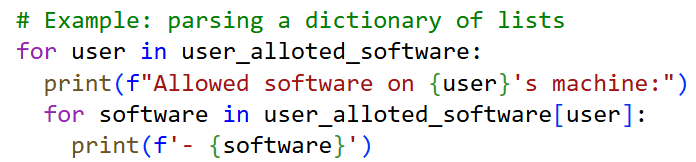 # Example: parsing a dictionary of lists
for user in user_alloted_software:
  print(f"Allowed software on {user}'s machine:")
  for software in user_alloted_software[user]:
    print(f'- {software}')